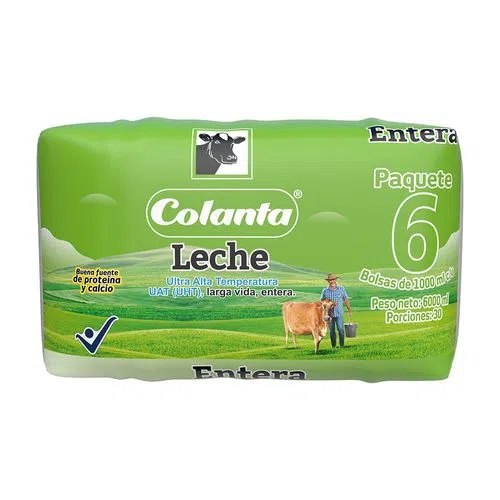 Entera
Colanta®
Paquete
6
Bolsas de 1000 ml c/u
Leche
Ultra Alta Temperatura
UAT (UHT), larga vida, entera.
Buena fuente
de proteína
y calcio
Peso neto: 6000 ml
Porciones: 30
Entera